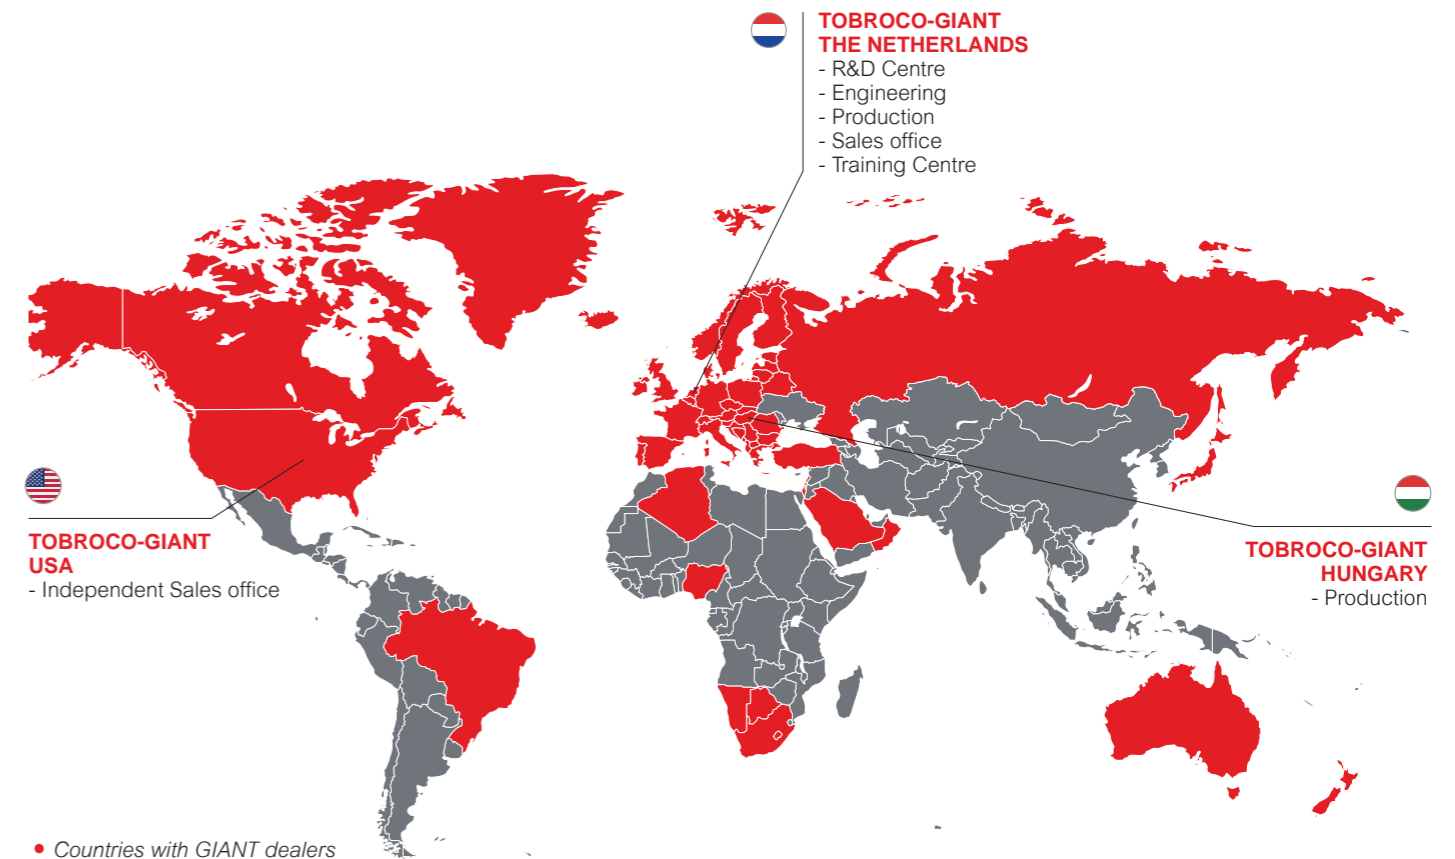 TOBROCO-GIANT
THE NETHERLANDS
- R&D Centre
- Engineering
- Production
- Sales office
- Training Centre
TOBROCO-GIANT
USA
- Independent Sales office
TOBROCO-GIANT
HUNGARY
- Production
• Countries with GIANT dealers